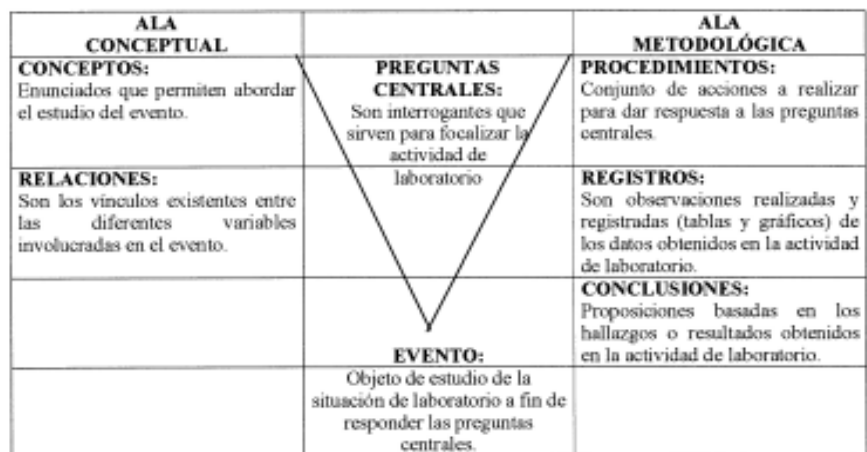 ALA
CONCEPTUAL
ALA
METODOLÓGICA
CONCEPTOS:
Enunciados que permiten abordar
el estudio del evento.
PREGUNTAS
CENTRALES:
Son interrogantes que
sirven para focalizar la
actividad de
laboratorio
PROCEDIMIENTOS:
Conjunto de acciones a realizar
para dar respuesta a las preguntas
centrales.
RELACIONES:
Son los vínculos existentes entre
las diferentes variables
involucradas en el evento.
REGISTROS:
Son observaciones realizadas y
registradas (tablas y gráficos) de
los datos obtenidos en la actividad
de laboratorio.
CONCLUSIONES:
Proposiciones basadas en los
hallazgos o resultados obtenidos
en la actividad de laboratorio.
EVENTO:
Objeto de estudio de la
situación de laboratorio a fin de
responder las preguntas
centrales.